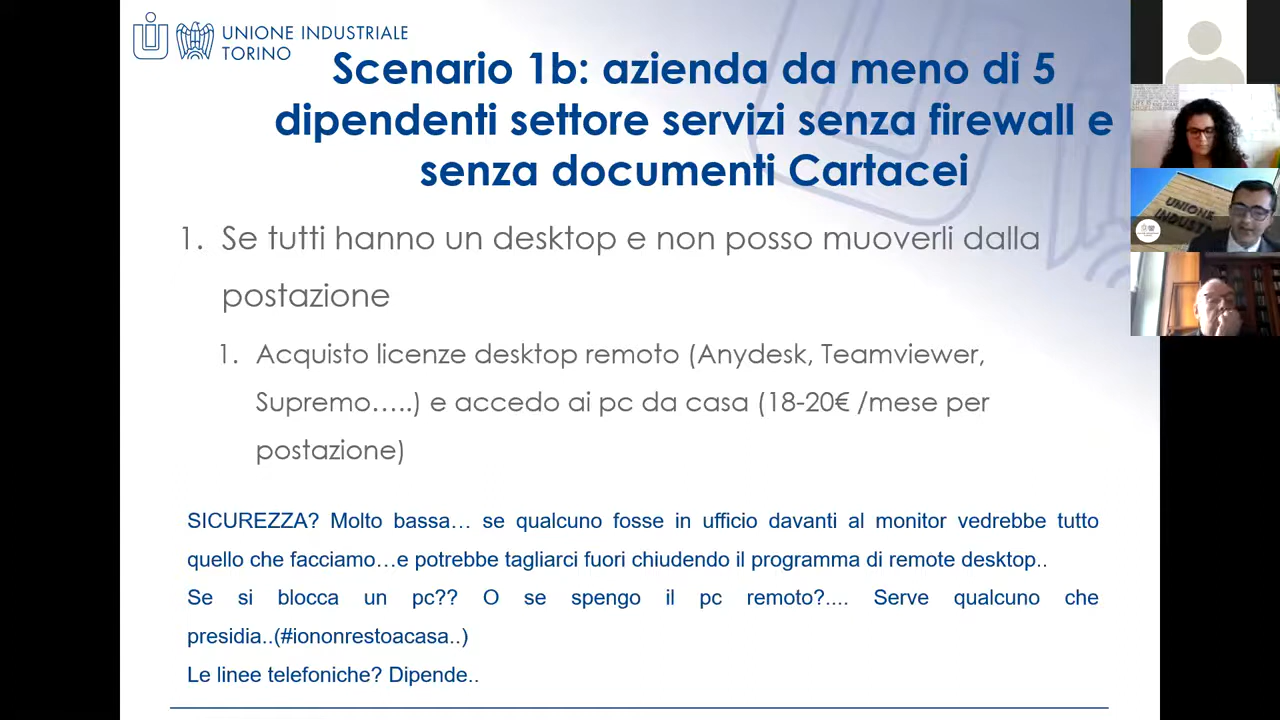 UNIONE INDUSTRIALE
TORINO
Scenario 1b: azienda da meno di 5
dipendenti settore servizi senza firewall e
senza documenti Cartacei
1. Se tutti hanno un desktop e non posso muoverli dalla
postazione
1. Acquisto licenze desktop remoto (Anydesk, Teamviewer,
Supremo…..) e accedo ai pc da casa (18-20€ /mese per
postazione)
SICUREZZA? Molto bassa… se qualcuno fosse in ufficio davanti al monitor vedrebbe tutto
quello che facciamo…e potrebbe tagliarci fuori chiudendo il programma di remote desktop..
Se si blocca un pc?? O se spengo il pc remoto?.... Serve qualcuno che
presidia..(#iononrestoacasa..)
Le linee telefoniche? Dipende..
UNIONE
INDUST